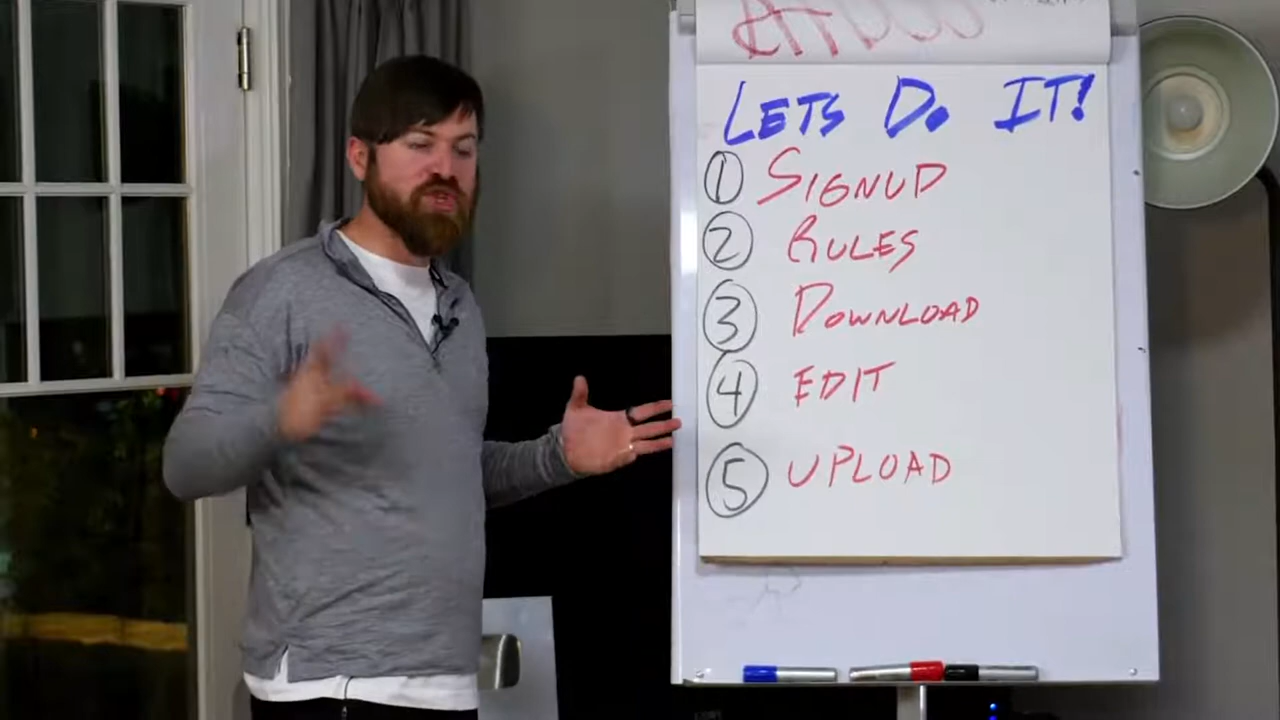 LETS DO IT!
1 SIGNUP
2 RULES
3 DOWNLOAD
4 EDIT
5 UPLOAD